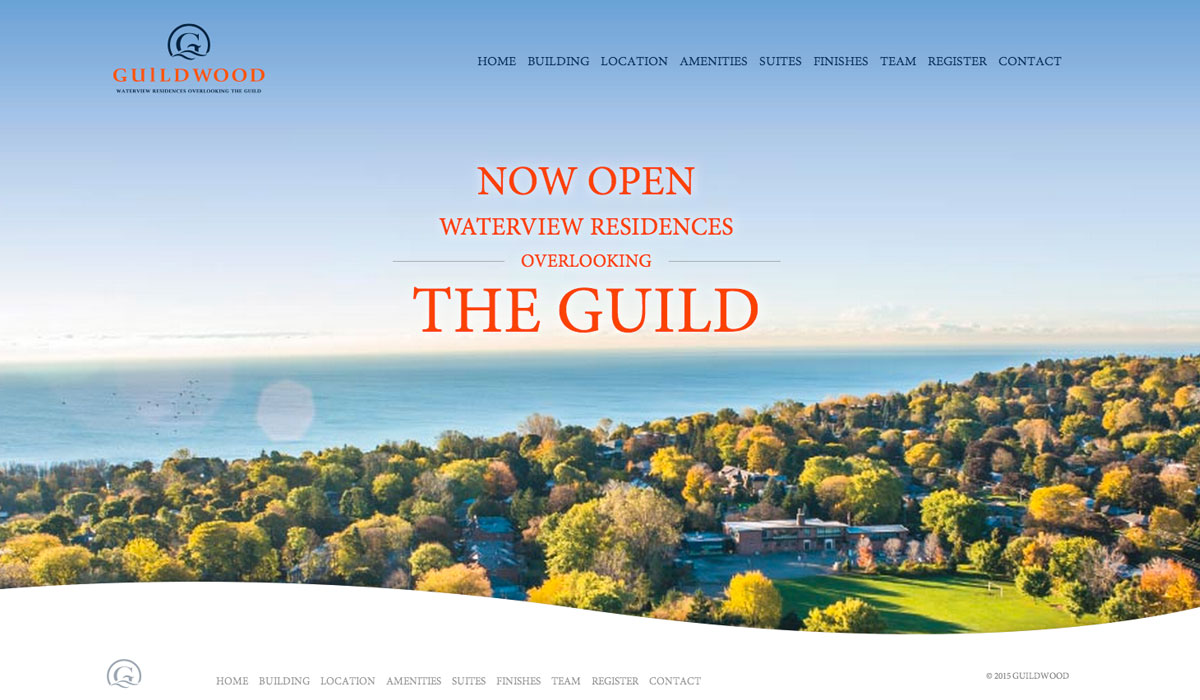 G
GUILDWOOD
WATERVIEW RESIDENCES OVERLOOKING THE GUILD
HOME BUILDING LOCATION AMENITIES SUITES FINISHES TEAM REGISTER CONTACT
NOW OPEN
WATERVIEW RESIDENCES
OVERLOOKING
THE GUILD
G
HOME BUILDING LOCATION AMENITIES SUITES FINISHES TEAM REGISTER CONTACT
© 2015 GUILDWOOD